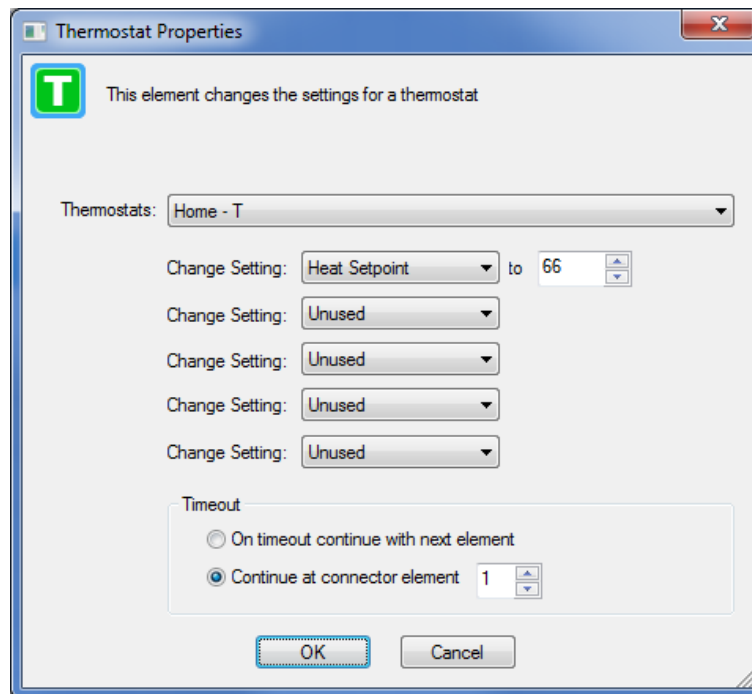 Thermostat Properties
T
This element changes the settings for a thermostat
Thermostats: Home - T
Change Setting: Heat Setpoint to 66
Change Setting: Unused
Change Setting: Unused
Change Setting: Unused
Change Setting: Unused
Timeout
On timeout continue with next element
Continue at connector element 1
OK Cancel